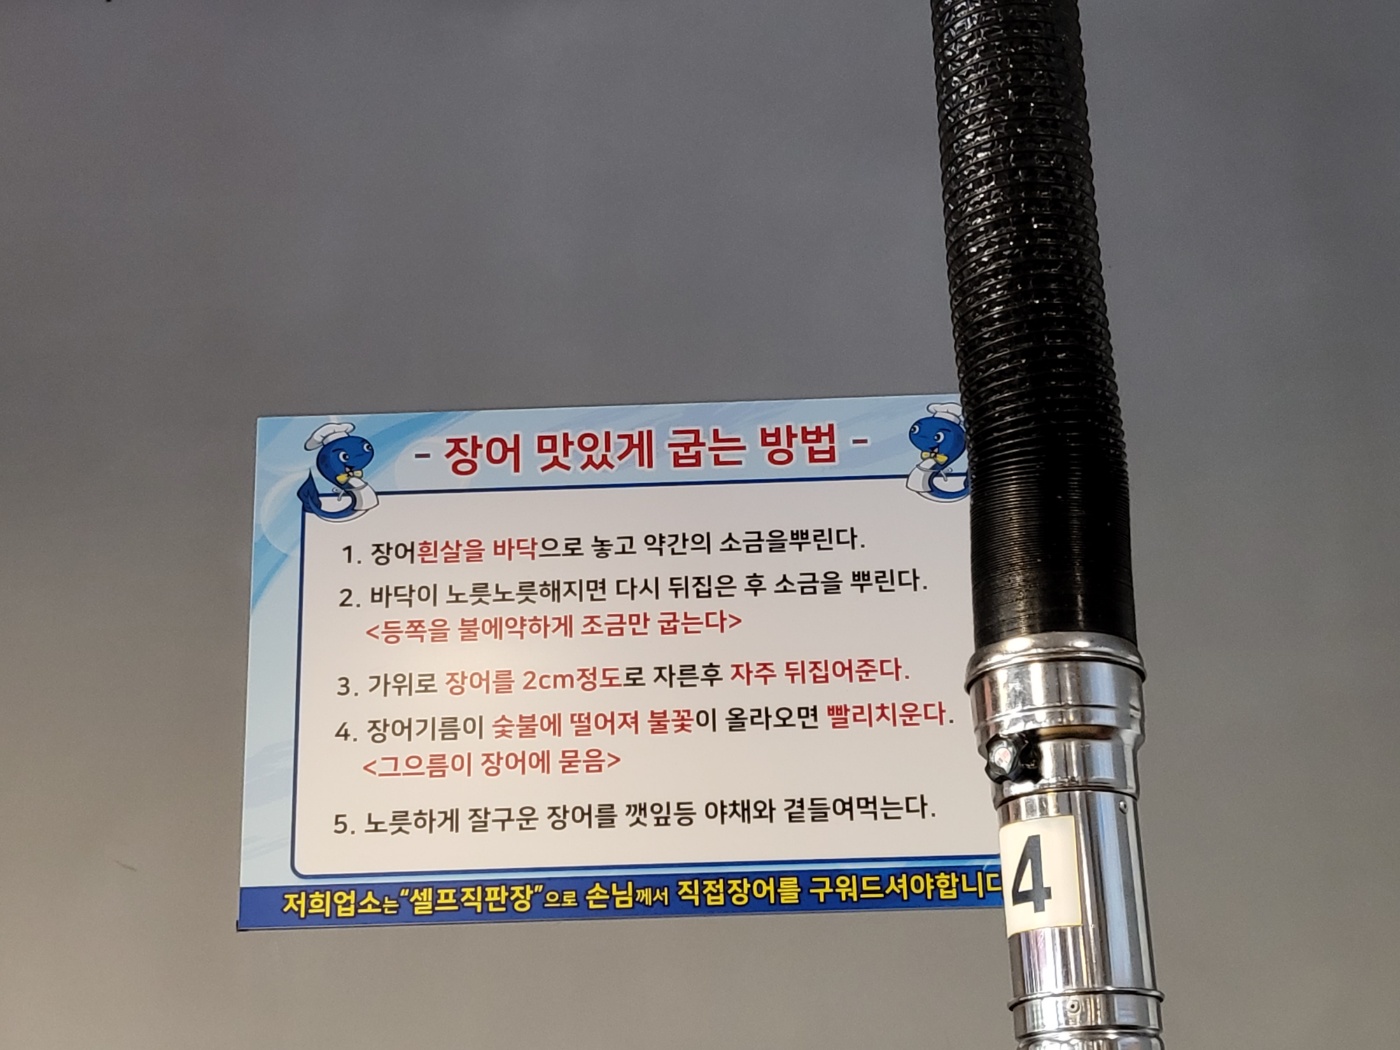 - 장어 맛있게 굽는 방법 -
1. 장어흰살을 바닥으로 놓고 약간의 소금을뿌린다.
2. 바닥이 노릇노릇해지면 다시 뒤집은 후 소금을 뿌린다.
<등쪽을 불에약하게 조금만 굽는다>
3. 가위로 장어를 2cm정도로 자른후 자주 뒤집어준다.
4. 장어기름이 숯불에 떨어져 불꽃이 올라오면 빨리치운다.
<그으름이 장어에 묻음>
5. 노릇하게 잘구운 장어를 깻잎등 야채와 곁들여먹는다.
저희업소는“셀프직판장”으로 손님께서 직접장어를 구워드셔야합니다
4